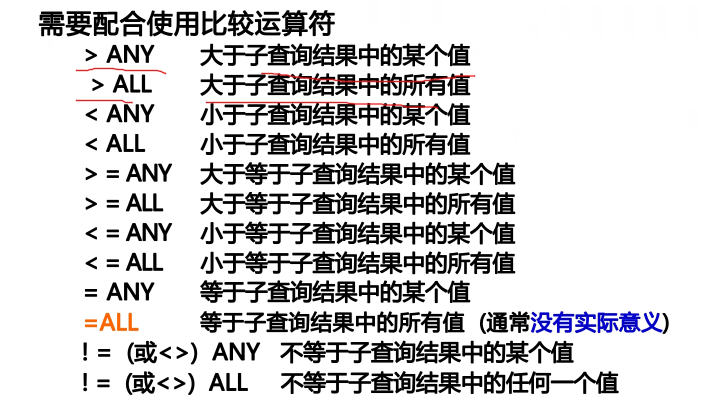 需要配合使用比较运算符
> ANY 大于子查询结果中的某个值
> ALL 大于子查询结果中的所有值
< ANY 小于子查询结果中的某个值
< ALL 小于子查询结果中的所有值
> = ANY 大于等于子查询结果中的某个值
> = ALL 大于等于子查询结果中的所有值
< = ANY 小于等于子查询结果中的某个值
< = ALL 小于等于子查询结果中的所有值
= ANY 等于子查询结果中的某个值
=ALL 等于子查询结果中的所有值 (通常没有实际意义)
! = (或<>) ANY 不等于子查询结果中的某个值
! = (或<>) ALL 不等于子查询结果中的任何一个值